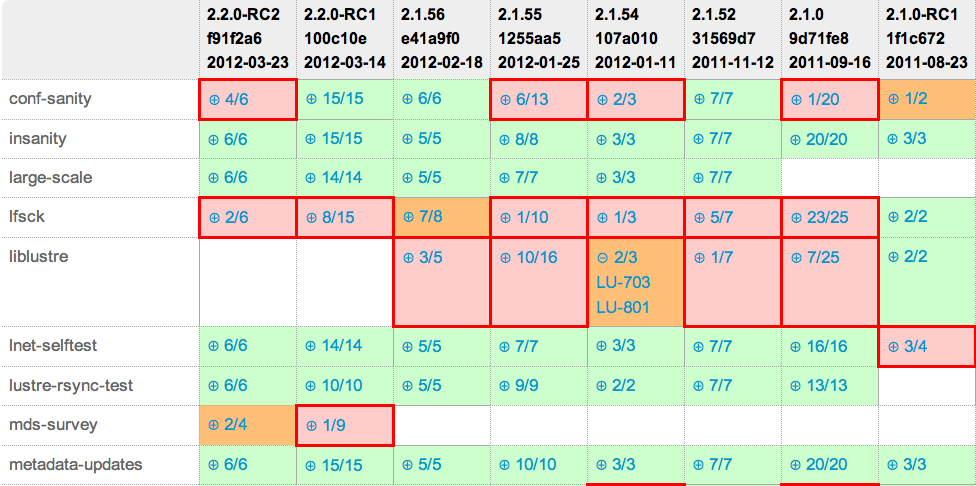 2.2.0-RC2 2.2.0-RC1 2.1.56 2.1.55 2.1.54 2.1.52 2.1.0 2.1.0-RC1
f91f2a6 100c10e e41a9f0 1255aa5 107a010 31569d7 9d71fe8 1f1c672
2012-03-23 2012-03-14 2012-02-18 2012-01-25 2012-01-11 2011-11-12 2011-09-16 2011-08-23
conf-sanity ⊕ 4/6 ⊕ 15/15 ⊕ 6/6 ⊕ 6/13 ⊕ 2/3 ⊕ 7/7 ⊕ 1/20 ⊕ 1/2
insanity ⊕ 6/6 ⊕ 15/15 ⊕ 5/5 ⊕ 8/8 ⊕ 3/3 ⊕ 7/7 ⊕ 20/20 ⊕ 3/3
large-scale ⊕ 6/6 ⊕ 14/14 ⊕ 5/5 ⊕ 7/7 ⊕ 3/3 ⊕ 7/7
lfsck ⊕ 2/6 ⊕ 8/15 ⊕ 7/8 ⊕ 1/10 ⊕ 1/3 ⊕ 5/7 ⊕ 23/25 ⊕ 2/2
liblustre ⊕ 3/5 ⊕ 10/16 ⊖ 2/3 ⊕ 1/7 ⊕ 7/25 ⊕ 2/2
LU-703
LU-801
lnet-selftest ⊕ 6/6 ⊕ 14/14 ⊕ 5/5 ⊕ 7/7 ⊕ 3/3 ⊕ 7/7 ⊕ 16/16 ⊕ 3/4
lustre-rsync-test ⊕ 6/6 ⊕ 10/10 ⊕ 5/5 ⊕ 9/9 ⊕ 2/2 ⊕ 7/7 ⊕ 13/13
mds-survey ⊕ 2/4 ⊕ 1/9
metadata-updates ⊕ 6/6 ⊕ 15/15 ⊕ 5/5 ⊕ 10/10 ⊕ 3/3 ⊕ 7/7 ⊕ 20/20 ⊕ 3/3